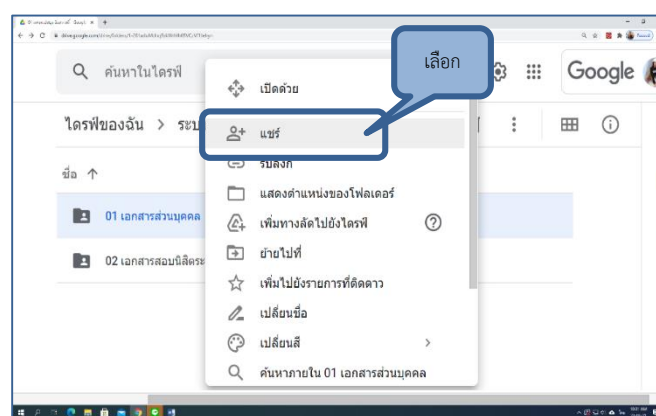 ค้นหาในไดรฟ์
เลือก
Google
เปิดด้วย
ไดรฟ์ของฉัน > ระบ
แชร์
ชื่อ ↑
รับลิงก์
แสดงตำแหน่งของโฟลเดอร์
01 เอกสารส่วนบุคคล
เพิ่มทางลัดไปยังไดรฟ์
ย้ายไปที่
02 เอกสารสอบนิสิตระ
เพิ่มไปยังรายการที่ติดดาว
เปลี่ยนชื่อ
เปลี่ยนสี
ค้นหาภายใน 01 เอกสารส่วนบุคคล